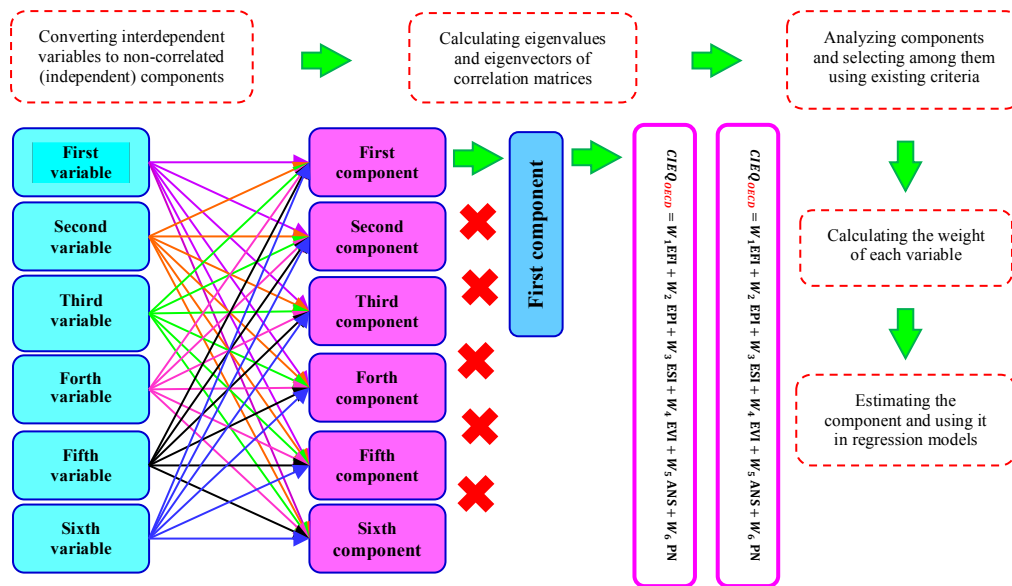 Converting interdependent
variables to non-correlated
(independent) components
Calculating eigenvalues
and eigenvectors of
correlation matrices
Analyzing components
and selecting among them
using existing criteria
First
variable
Second
variable
Third
variable
Forth
variable
Fifth
variable
Sixth
variable
First
component
Second
component
Third
component
Forth
component
Fifth
component
Sixth
component
First component
CIEQ_OECD = W₁EFI + W₂ EPI + W₃ ESI + W₄ EVI + W₅ ANS + W₆ PN
CIEQ_OECD = W₁EFI + W₂ EPI + W₃ ESI + W₄ EVI + W₅ ANS + W₆ PN
Calculating the weight
of each variable
Estimating the
component and using it
in regression models